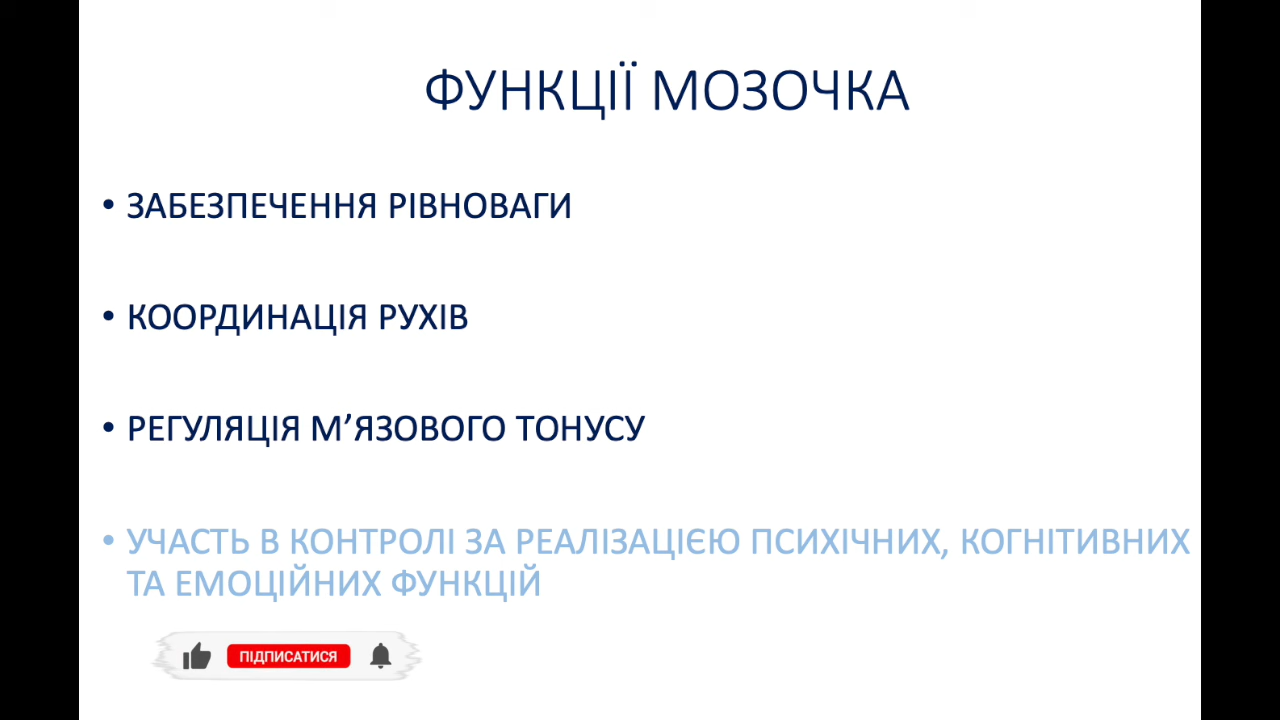 ФУНКЦІЇ МОЗОЧКА
• ЗАБЕЗПЕЧЕННЯ РІВНОВАГИ
• КООРДИНАЦІЯ РУХІВ
• РЕГУЛЯЦІЯ М’ЯЗОВОГО ТОНУСУ
• УЧАСТЬ В КОНТРОЛІ ЗА РЕАЛІЗАЦІЄЮ ПСИХІЧНИХ, КОГНІТИВНИХ
ТА ЕМОЦІЙНИХ ФУНКЦІЙ
ПІДПИСАТИСЯ